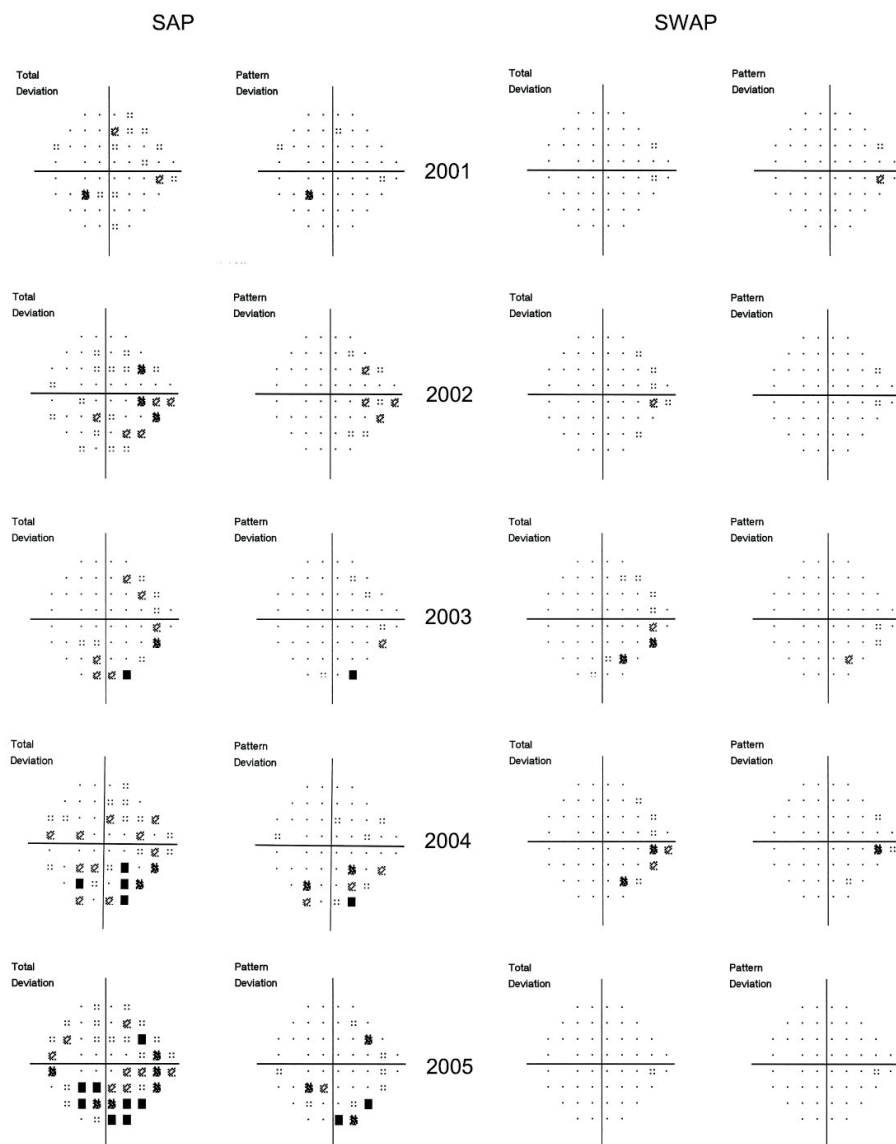 SAP SWAP
Total Deviation Pattern Deviation 2001 Total Deviation Pattern Deviation
Total Deviation Pattern Deviation 2002 Total Deviation Pattern Deviation
Total Deviation Pattern Deviation 2003 Total Deviation Pattern Deviation
Total Deviation Pattern Deviation 2004 Total Deviation Pattern Deviation
Total Deviation Pattern Deviation 2005 Total Deviation Pattern Deviation